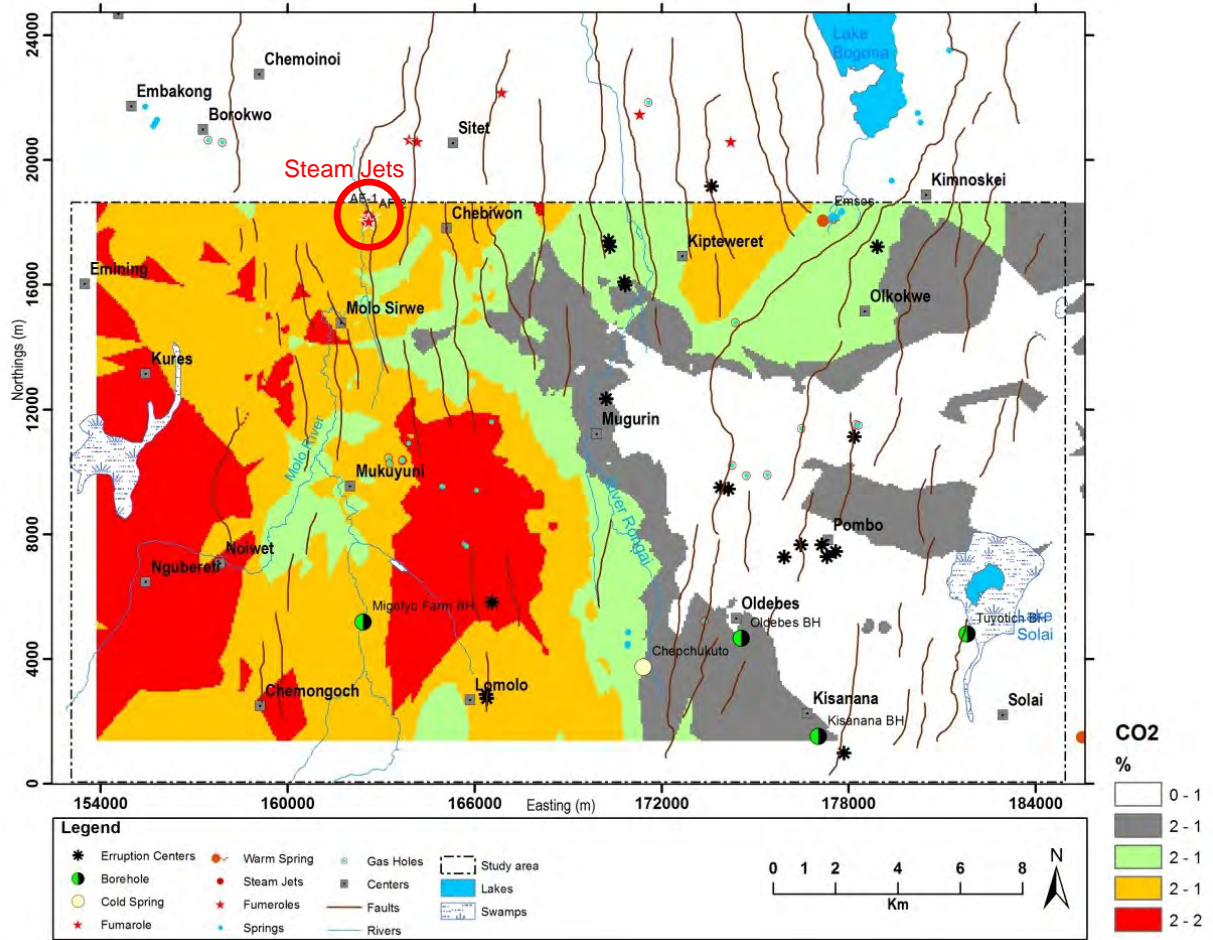 24000
20000
16000
12000
8000
4000
0
Northings (m)
Chemoinoi
Embakong
Borokwo
Sitet
Steam Jets
Lake
Bogoria
Kimnoskei
Emsos
AF-1
Chebiwon
Kipteweret
Emining
Olkokwe
Molo Sirwe
Kures
Mugurin
Molo River
Mukuyuni
River Rongai
Pombo
Noiwet
Ngubereti
Migotyo Farm BH
Oldebes
Oldebes BH
Tuyotich BH
Lake
Solai
Chepchukuto
Chemongoch
Lomolo
Kisanana
Kisanana BH
Solai
154000
160000
166000
172000
178000
184000
Easting (m)
CO2
%
0 - 1
2 - 1
2 - 1
2 - 1
2 - 2
Legend
Erruption Centers
Borehole
Cold Spring
Fumarole
Warm Spring
Steam Jets
Fumeroles
Springs
Gas Holes
Centers
Faults
Rivers
Study area
Lakes
Swamps
0 1 2 4 6 8
Km
N